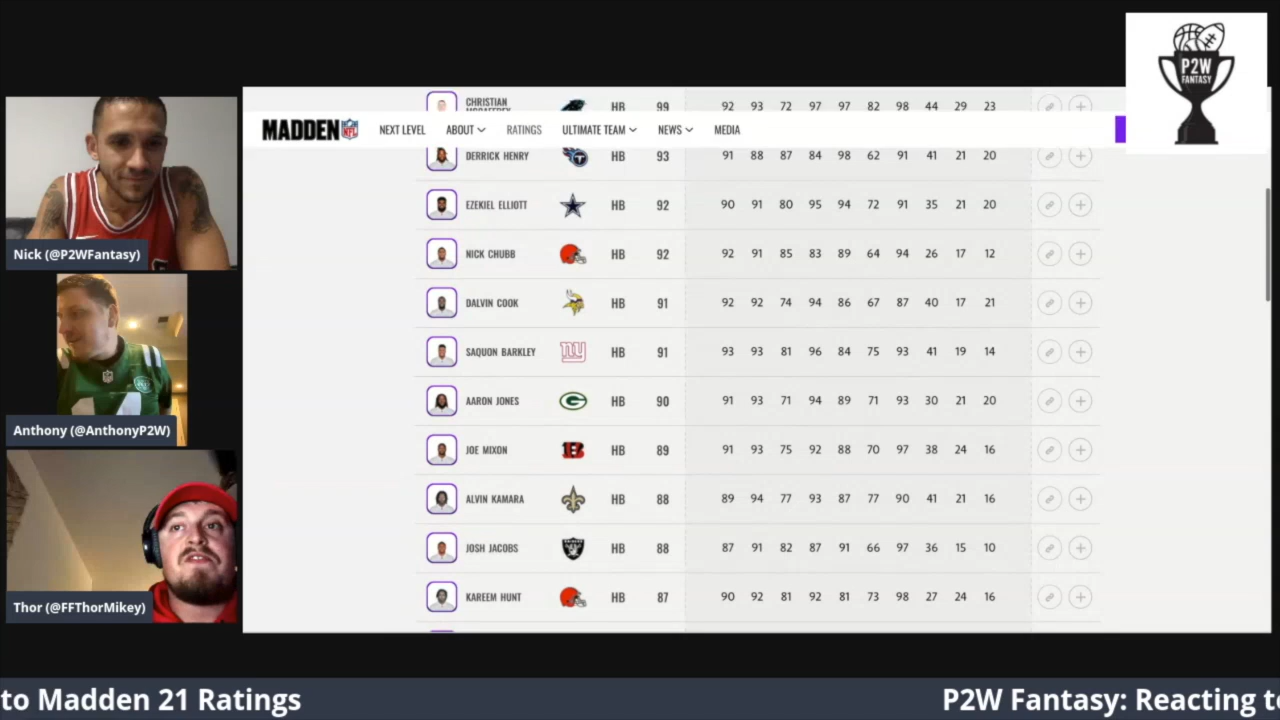 P2W
FANTASY
CHRISTIAN
HB 99 92 93 72 97 97 82 98 44 29 23
MADDEN NFL NEXT LEVEL ABOUT RATINGS ULTIMATE TEAM NEWS MEDIA
DERRICK HENRY HB 93 91 88 87 84 98 62 91 41 21 20
EZEKIEL ELLIOTT HB 92 90 91 80 95 94 72 91 35 21 20
NICK CHUBB HB 92 92 91 85 83 89 64 94 26 17 12
DALVIN COOK HB 91 92 92 74 94 86 67 87 40 17 21
SAQUON BARKLEY ny HB 91 93 93 81 96 84 75 93 41 19 14
AARON JONES G HB 90 91 93 71 94 89 71 93 30 21 20
JOE MIXON B HB 89 91 93 75 92 88 70 97 38 24 16
ALVIN KAMARA HB 88 89 94 77 93 87 77 90 41 21 16
JOSH JACOBS HB 88 87 91 82 87 91 66 97 36 15 10
KAREEM HUNT HB 87 90 92 81 92 81 73 98 27 24 16
Nick (@P2WFantasy)
Anthony (@AnthonyP2W)
Thor (@FFThorMikey)
to Madden 21 Ratings
P2W Fantasy: Reacting to